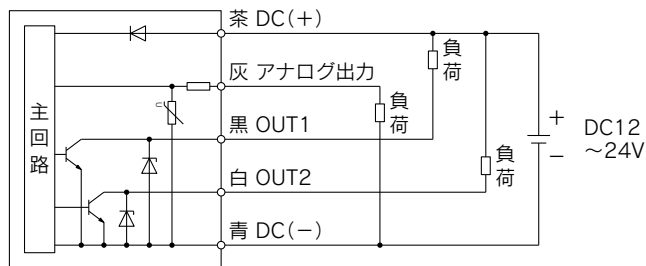 茶 DC(+)
灰 アナログ出力
黒 OUT1
白 OUT2
青 DC(−)
主回路
負荷
負荷
負荷
+
−
DC12
～24V